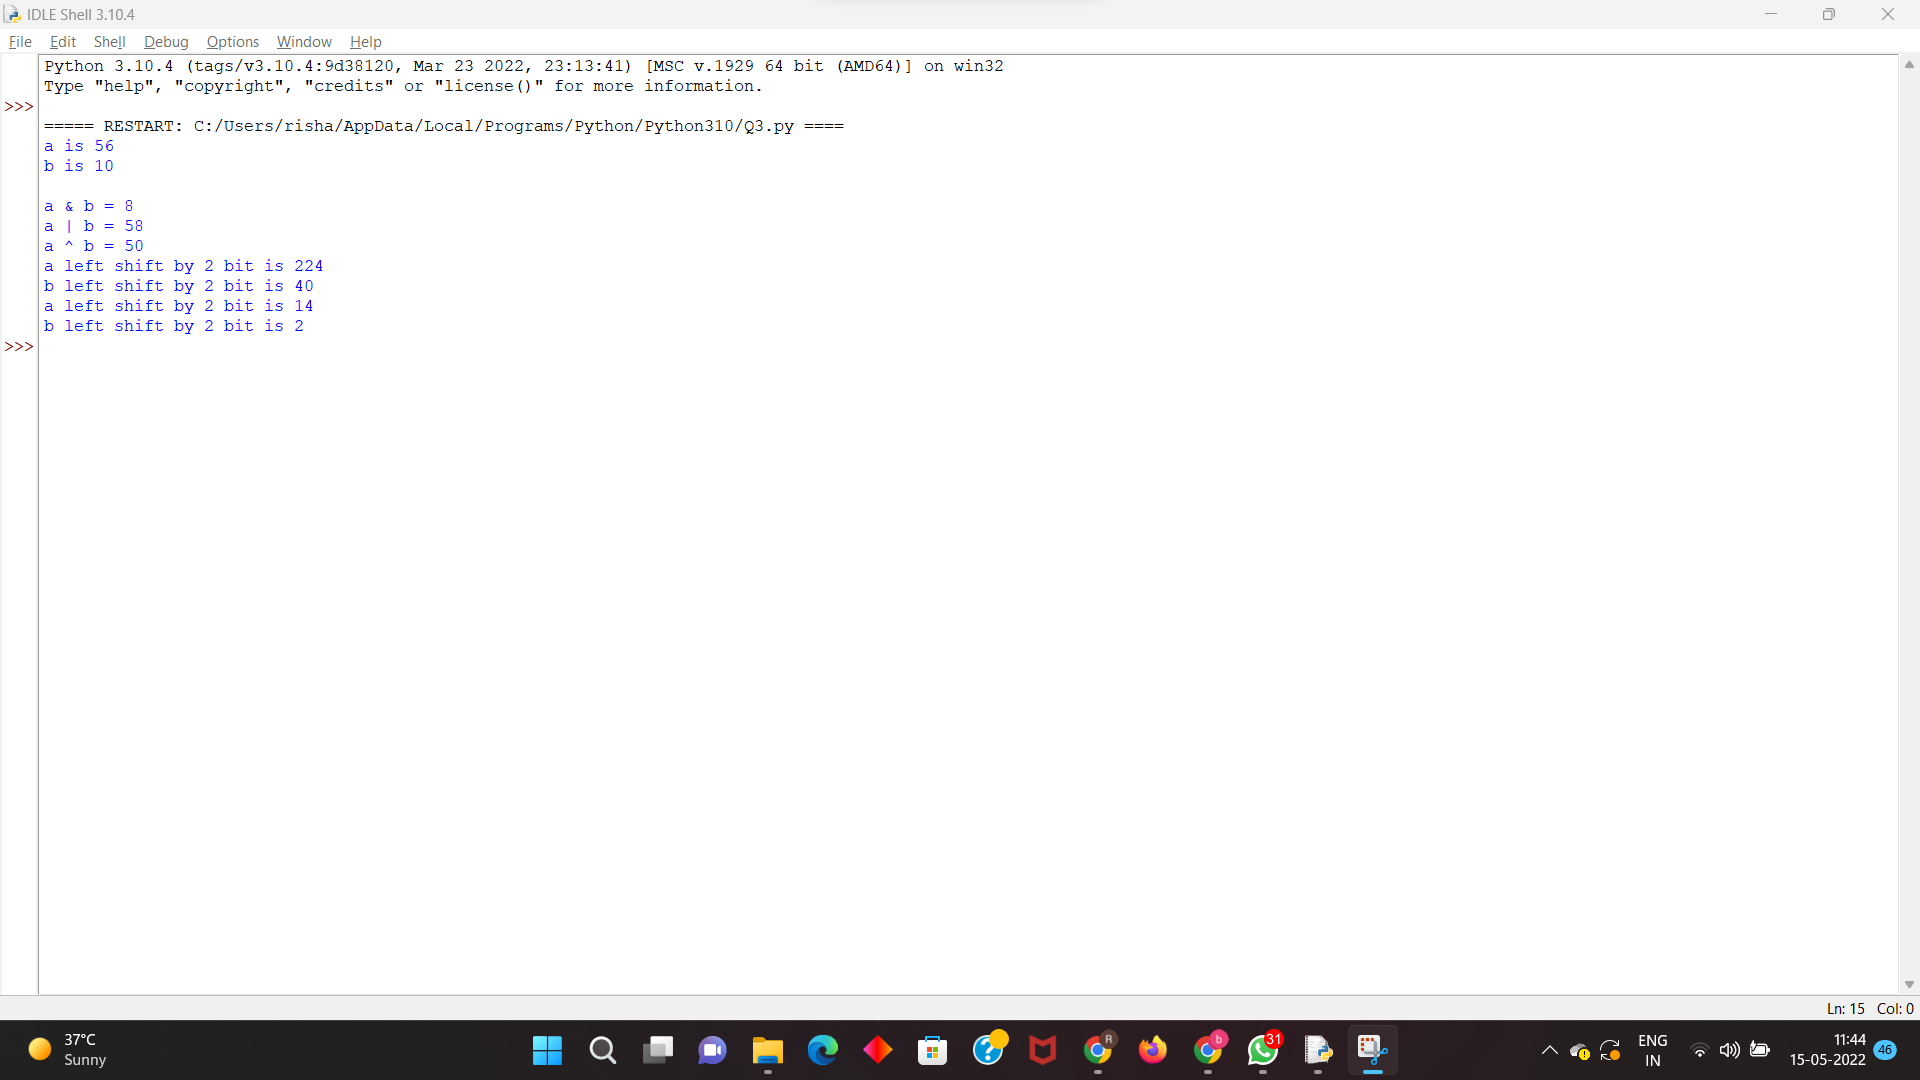 IDLE Shell 3.10.4
File Edit Shell Debug Options Window Help
Python 3.10.4 (tags/v3.10.4:9d38120, Mar 23 2022, 23:13:41) [MSC v.1929 64 bit (AMD64)] on win32
Type "help", "copyright", "credits" or "license()" for more information.
>>>
===== RESTART: C:/Users/risha/AppData/Local/Programs/Python/Python310/Q3.py ====
a is 56
b is 10
a & b = 8
a | b = 58
a ^ b = 50
a left shift by 2 bit is 224
b left shift by 2 bit is 40
a left shift by 2 bit is 14
b left shift by 2 bit is 2
>>>
Ln: 15 Col: 0
37°C
Sunny
R
b
31
ENG
IN
11:44
15-05-2022
46